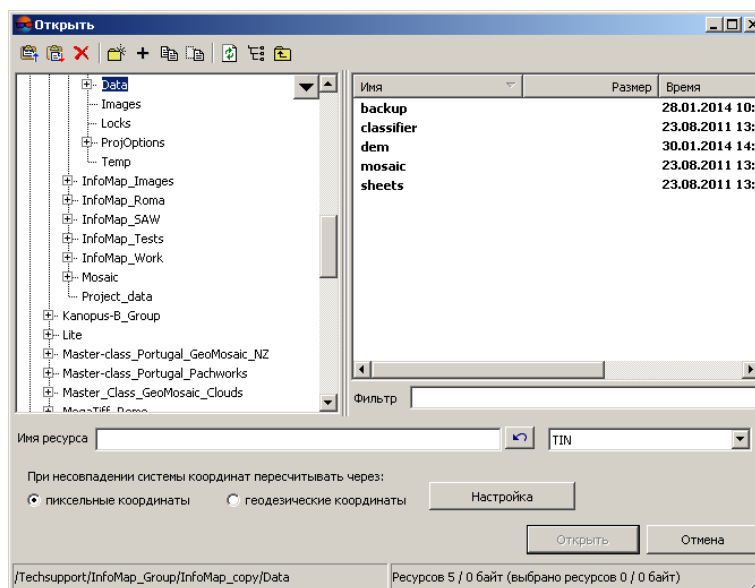 Открыть
Data
Images
Locks
ProjOptions
Temp
InfoMap_Images
InfoMap_Roma
InfoMap_SAW
InfoMap_Tests
InfoMap_Work
Mosaic
Project_data
Kanopus-B_Group
Lite
Master-class_Portugal_GeoMosaic_NZ
Master-class_Portugal_Pachworks
Master_Class_GeoMosaic_Clouds
Имя Размер Время
backup 28.01.2014 10:
classifier 23.08.2011 13:
dem 30.01.2014 14:
mosaic 23.08.2011 13:
sheets 23.08.2011 13:
Фильтр
Имя ресурса TIN
При несовпадении системы координат пересчитывать через:
пиксельные координаты геодезические координаты Настройка
Открыть Отмена
/Techsupport/InfoMap_Group/InfoMap_copy/Data Ресурсов 5 / 0 байт (выбрано ресурсов 0 / 0 байт)